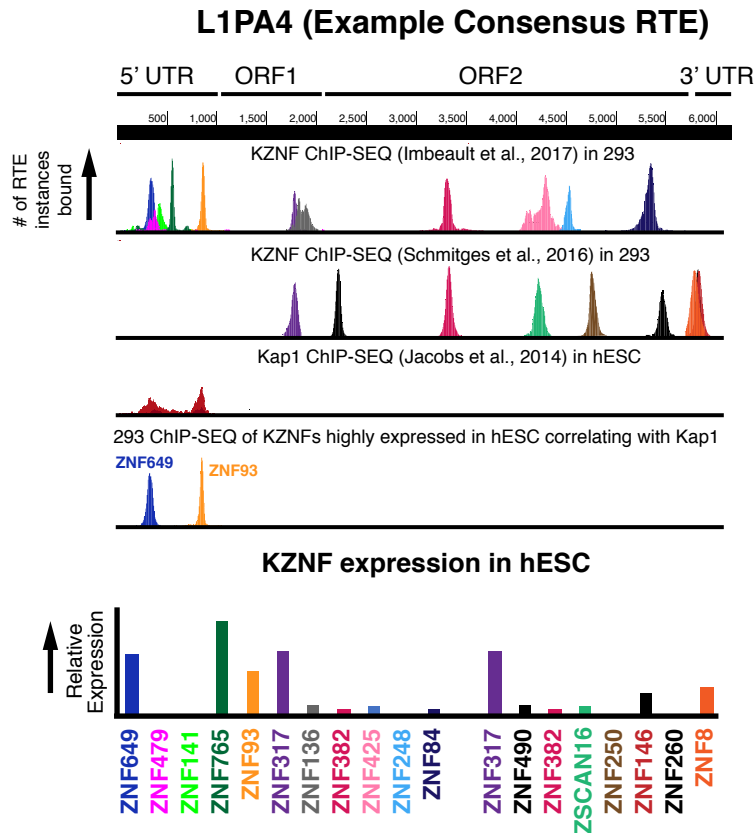 L1PA4 (Example Consensus RTE)
5' UTR ORF1 ORF2 3' UTR
500 1,000 1,500 2,000 2,500 3,000 3,500 4,000 4,500 5,000 5,500 6,000
# of RTE
instances
bound
KZNF ChIP-SEQ (Imbeault et al., 2017) in 293
KZNF ChIP-SEQ (Schmitges et al., 2016) in 293
Kap1 ChIP-SEQ (Jacobs et al., 2014) in hESC
293 ChIP-SEQ of KZNFs highly expressed in hESC correlating with Kap1
ZNF649
ZNF93
KZNF expression in hESC
Relative
Expression
ZNF649
ZNF479
ZNF141
ZNF765
ZNF93
ZNF317
ZNF136
ZNF382
ZNF425
ZNF248
ZNF84
ZNF317
ZNF490
ZNF382
ZSCAN16
ZNF250
ZNF146
ZNF260
ZNF8